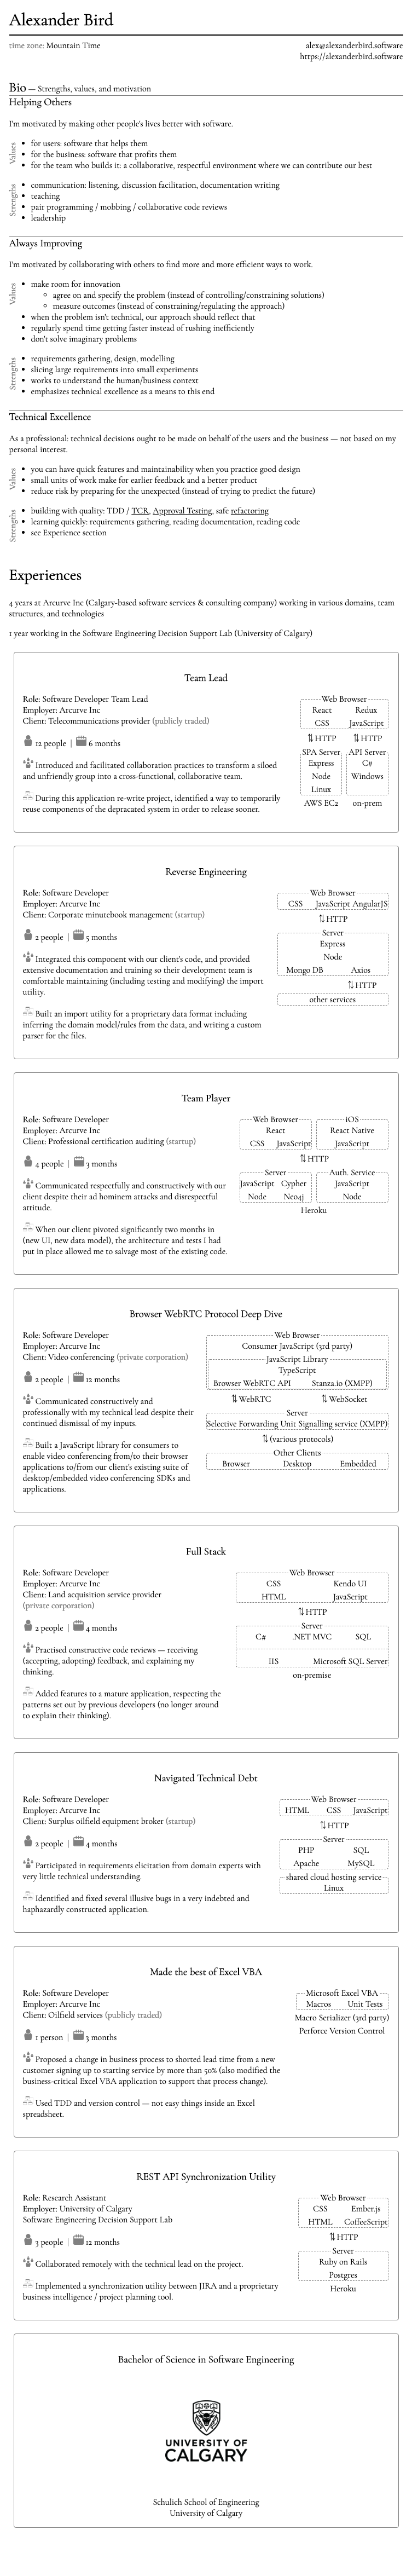 Alexander Bird
time zone: Mountain Time
alex@alexanderbird.software
https://alexanderbird.software
Bio — Strengths, values, and motivation
Helping Others
I'm motivated by making other people's lives better with software.
Values
• for users: software that helps them
• for the business: software that profits them
• for the team who builds it: a collaborative, respectful environment where we can contribute our best
Strengths
• communication: listening, discussion facilitation, documentation writing
• teaching
• pair programming / mobbing / collaborative code reviews
• leadership
Always Improving
I'm motivated by collaborating with others to find more and more efficient ways to work.
Values
• make room for innovation
◦ agree on and specify the problem (instead of controlling/constraining solutions)
◦ measure outcomes (instead of constraining/regulating the approach)
• when the problem isn't technical, our approach should reflect that
• regularly spend time getting faster instead of rushing inefficiently
• don't solve imaginary problems
Strengths
• requirements gathering, design, modelling
• slicing large requirements into small experiments
• works to understand the human/business context
• emphasizes technical excellence as a means to this end
Technical Excellence
As a professional: technical decisions ought to be made on behalf of the users and the business — not based on my
personal interest.
Values
• you can have quick features and maintainability when you practice good design
• small units of work make for earlier feedback and a better product
• reduce risk by preparing for the unexpected (instead of trying to predict the future)
Strengths
• building with quality: TDD / TCR, Approval Testing, safe refactoring
• learning quickly: requirements gathering, reading documentation, reading code
• see Experience section
Experiences
4 years at Arcurve Inc (Calgary-based software services & consulting company) working in various domains, team
structures, and technologies
1 year working in the Software Engineering Decision Support Lab (University of Calgary)
Team Lead
Role: Software Developer Team Lead
Employer: Arcurve Inc
Client: Telecommunications provider (publicly traded)
12 people | 6 months
Introduced and facilitated collaboration practices to transform a siloed
and unfriendly group into a cross-functional, collaborative team.
During this application re-write project, identified a way to temporarily
reuse components of the depracated system in order to release sooner.
Web Browser
React Redux
CSS JavaScript
⇅ HTTP ⇅ HTTP
SPA Server API Server
Express C#
Node Windows
Linux
AWS EC2 on-prem
Reverse Engineering
Role: Software Developer
Employer: Arcurve Inc
Client: Corporate minutebook management (startup)
2 people | 5 months
Integrated this component with our client's code, and provided
extensive documentation and training so their development team is
comfortable maintaining (including testing and modifying) the import
utility.
Built an import utility for a proprietary data format including
inferring the domain model/rules from the data, and writing a custom
parser for the files.
Web Browser
CSS JavaScript AngularJS
⇅ HTTP
Server
Express
Node
Mongo DB Axios
⇅ HTTP
other services
Team Player
Role: Software Developer
Employer: Arcurve Inc
Client: Professional certification auditing (startup)
4 people | 3 months
Communicated respectfully and constructively with our
client despite their ad hominem attacks and disrespectful
attitude.
When our client pivoted significantly two months in
(new UI, new data model), the architecture and tests I had
put in place allowed me to salvage most of the existing code.
Web Browser iOS
React React Native
CSS JavaScript JavaScript
⇅ HTTP
Server Auth. Service
JavaScript Cypher JavaScript
Node Neo4j Node
Heroku
Browser WebRTC Protocol Deep Dive
Role: Software Developer
Employer: Arcurve Inc
Client: Video conferencing (private corporation)
2 people | 12 months
Communicated constructively and
professionally with my technical lead despite their
continued dismissal of my inputs.
Built a JavaScript library for consumers to
enable video conferencing from/to their browser
applications to/from our client's existing suite of
desktop/embedded video conferencing SDKs and
applications.
Web Browser
Consumer JavaScript (3rd party)
JavaScript Library
TypeScript
Browser WebRTC API Stanza.io (XMPP)
⇅ WebRTC ⇅ WebSocket
Server
Selective Forwarding Unit Signalling service (XMPP)
⇅ (various protocols)
Other Clients
Browser Desktop Embedded
Full Stack
Role: Software Developer
Employer: Arcurve Inc
Client: Land acquisition service provider
(private corporation)
2 people | 4 months
Practised constructive code reviews — receiving
(accepting, adopting) feedback, and explaining my
thinking.
Added features to a mature application, respecting the
patterns set out by previous developers (no longer around
to explain their thinking).
Web Browser
CSS Kendo UI
HTML JavaScript
⇅ HTTP
Server
C# .NET MVC SQL
IIS Microsoft SQL Server
on-premise
Navigated Technical Debt
Role: Software Developer
Employer: Arcurve Inc
Client: Surplus oilfield equipment broker (startup)
2 people | 4 months
Participated in requirements elicitation from domain experts with
very little technical understanding.
Identified and fixed several illusive bugs in a very indebted and
haphazardly constructed application.
Web Browser
HTML CSS JavaScript
⇅ HTTP
Server
PHP SQL
Apache MySQL
shared cloud hosting service
Linux
Made the best of Excel VBA
Role: Software Developer
Employer: Arcurve Inc
Client: Oilfield services (publicly traded)
1 person | 3 months
Proposed a change in business process to shorted lead time from a new
customer signing up to starting service by more than 50% (also modified the
business-critical Excel VBA application to support that process change).
Used TDD and version control — not easy things inside an Excel
spreadsheet.
Microsoft Excel VBA
Macros Unit Tests
Macro Serializer (3rd party)
Perforce Version Control
REST API Synchronization Utility
Role: Research Assistant
Employer: University of Calgary
Software Engineering Decision Support Lab
3 people | 12 months
Collaborated remotely with the technical lead on the project.
Implemented a synchronization utility between JIRA and a proprietary
business intelligence / project planning tool.
Web Browser
CSS Ember.js
HTML CoffeeScript
⇅ HTTP
Server
Ruby on Rails
Postgres
Heroku
Bachelor of Science in Software Engineering
UNIVERSITY OF
CALGARY
Schulich School of Engineering
University of Calgary